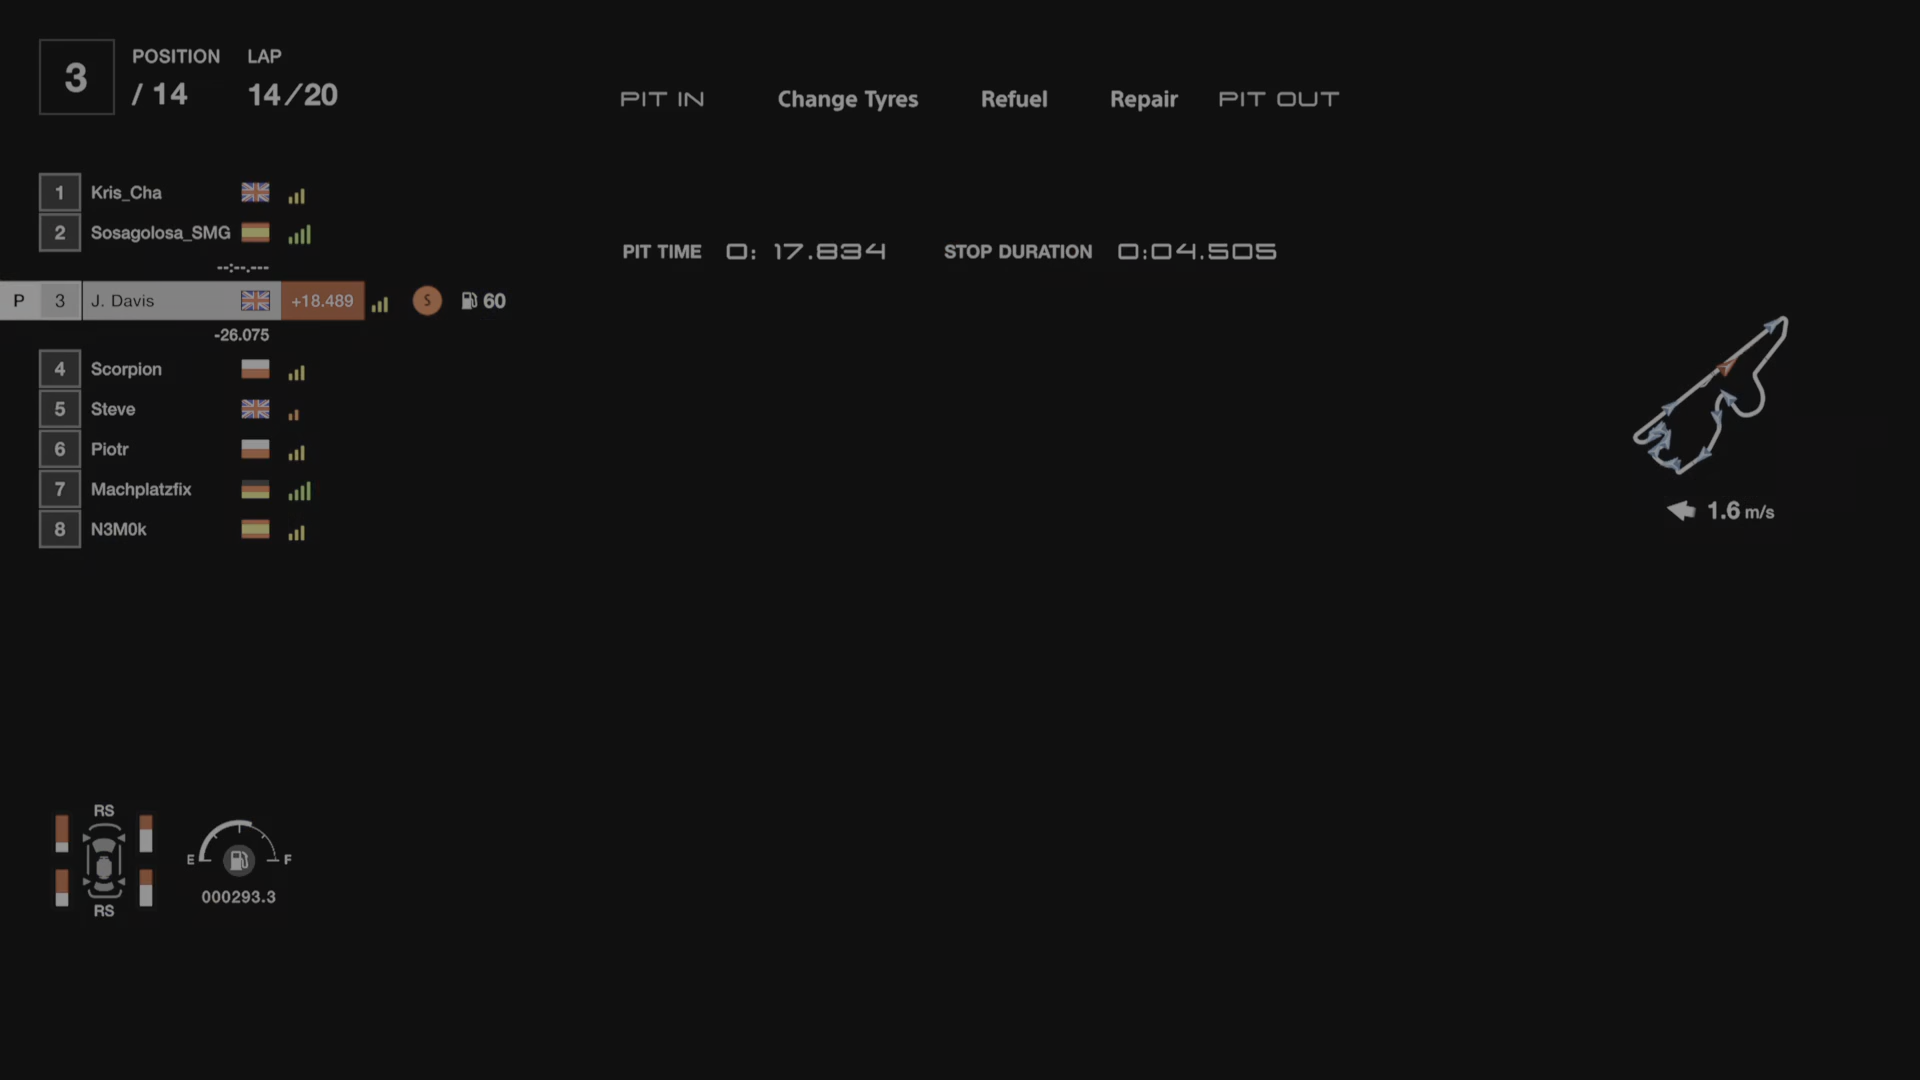 3
POSITION LAP
/ 14 14/20
PIT IN Change Tyres Refuel Repair PIT OUT
1 Kris_Cha
2 Sosagolosa_SMG
PIT TIME 0: 17.834 STOP DURATION 0:04.505
--:--.---
P 3 J. Davis +18.489 S 60
-26.075
4 Scorpion
5 Steve
6 Piotr
7 Machplatzfix
8 N3M0k
1.6 m/s
RS
E F
000293.3
RS